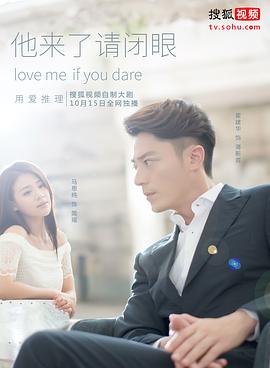 搜狐视频
tv.sohu.com
他来了请闭眼
love me if you dare
用爱推理
搜狐视频自制大剧
10月15日全网独播
霍建华 饰 薄靳言
马思纯 饰 简瑶